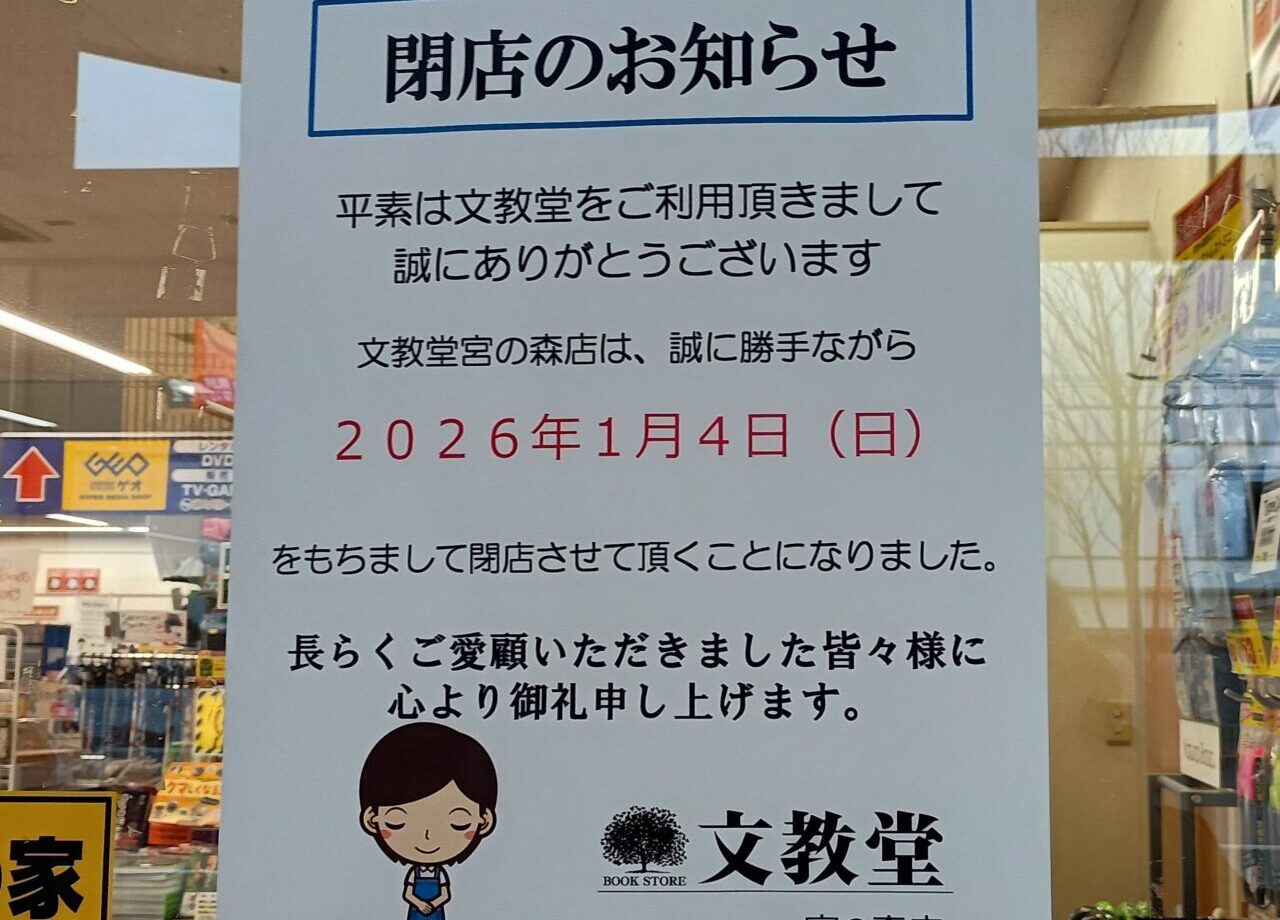 閉店のお知らせ
平素は文教堂をご利用頂きまして
誠にありがとうございます
文教堂宮の森店は、誠に勝手ながら
2026年1月4日（日）
をもちまして閉店させて頂くことになりました。
長らくご愛顧いただきました皆々様に
心より御礼申し上げます。
BOOK STORE
文教堂
GEO
ゲオ
DVD
家